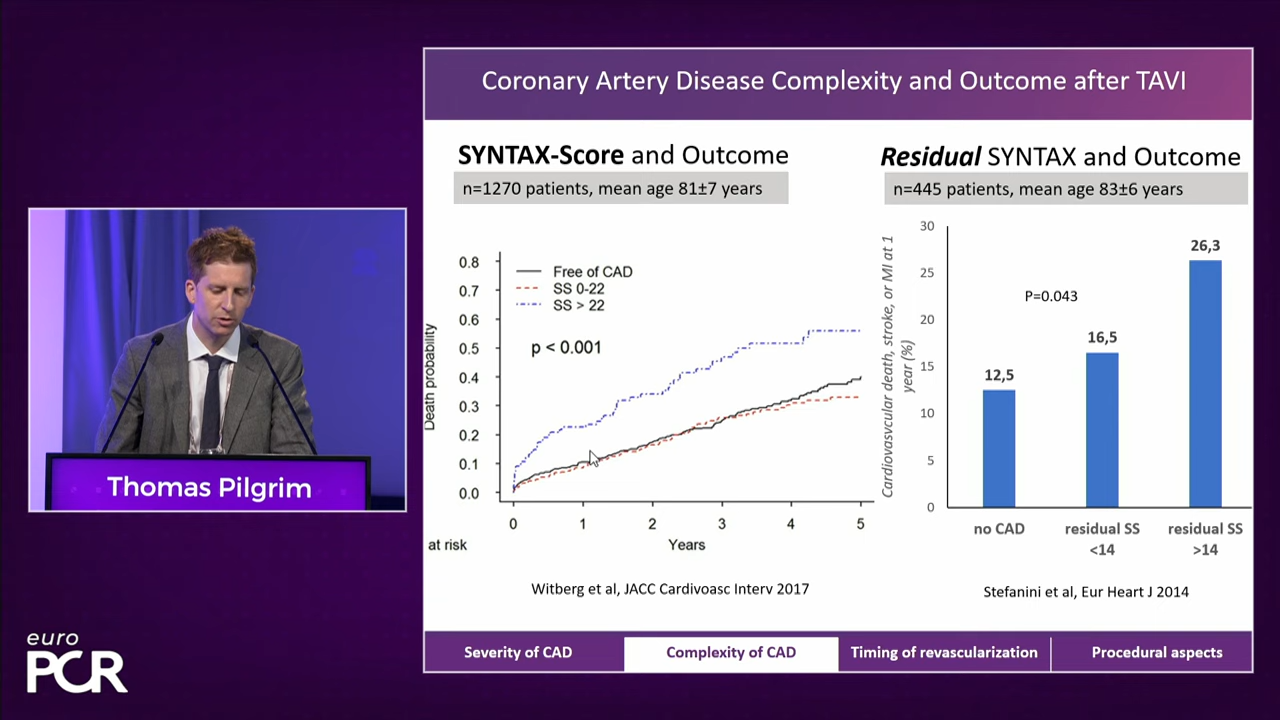 Coronary Artery Disease Complexity and Outcome after TAVI
SYNTAX-Score and Outcome
n=1270 patients, mean age 81±7 years
Death probability
0.8
0.7
0.6
0.5
0.4
0.3
0.2
0.1
0.0
Free of CAD
SS 0-22
SS > 22
p < 0.001
0 1 2 3 4 5
at risk
Years
Witberg et al, JACC Cardivoasc Interv 2017
Residual SYNTAX and Outcome
n=445 patients, mean age 83±6 years
Cardiovasvcular death, stroke, or MI at 1
year (%)
30
25
20
15
10
5
0
P=0.043
12,5
16,5
26,3
no CAD
residual SS
<14
residual SS
>14
Stefanini et al, Eur Heart J 2014
Severity of CAD
Complexity of CAD
Timing of revascularization
Procedural aspects
Thomas Pilgrim
euro
PCR